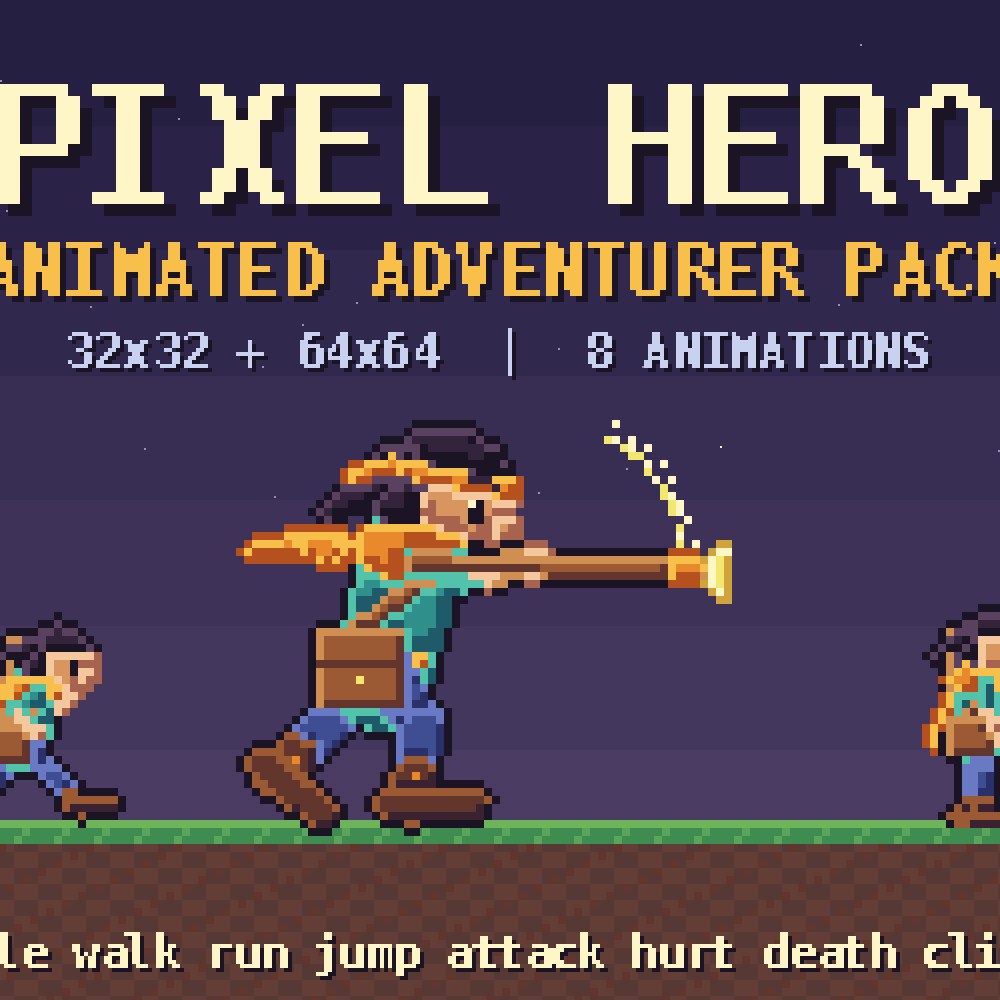 PIXEL HERO
ANIMATED ADVENTURER PACK
32x32 + 64x64 | 8 ANIMATIONS
le walk run jump attack hurt death cli